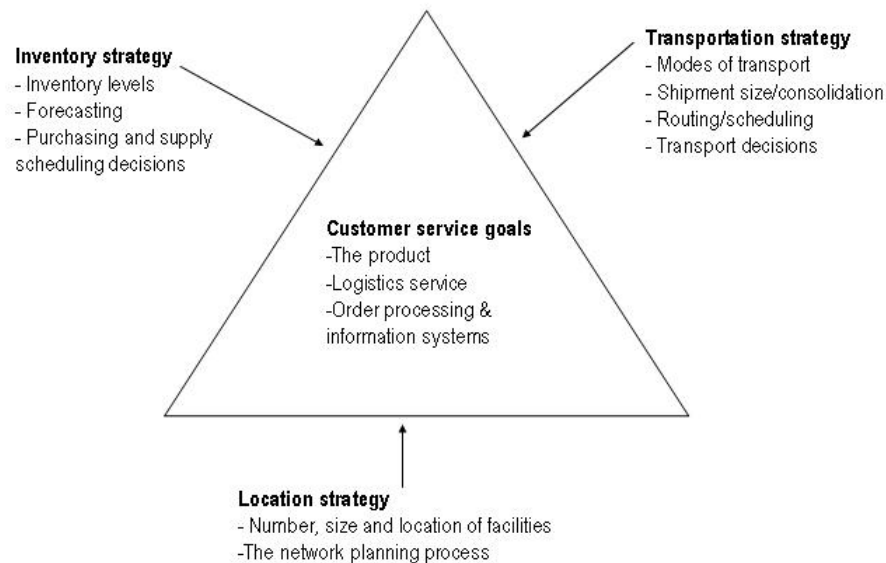 Inventory strategy
- Inventory levels
- Forecasting
- Purchasing and supply
scheduling decisions
Transportation strategy
- Modes of transport
- Shipment size/consolidation
- Routing/scheduling
- Transport decisions
Customer service goals
-The product
-Logistics service
-Order processing &
information systems
Location strategy
- Number, size and location of facilities
-The network planning process